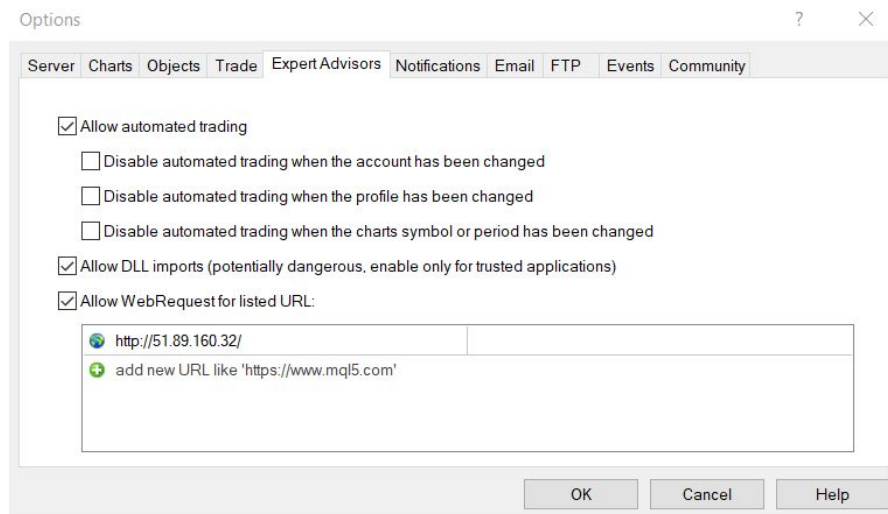 Options
Server Charts Objects Trade Expert Advisors Notifications Email FTP Events Community
Allow automated trading
Disable automated trading when the account has been changed
Disable automated trading when the profile has been changed
Disable automated trading when the charts symbol or period has been changed
Allow DLL imports (potentially dangerous, enable only for trusted applications)
Allow WebRequest for listed URL:
http://51.89.160.32/
add new URL like 'https://www.mql5.com'
OK Cancel Help